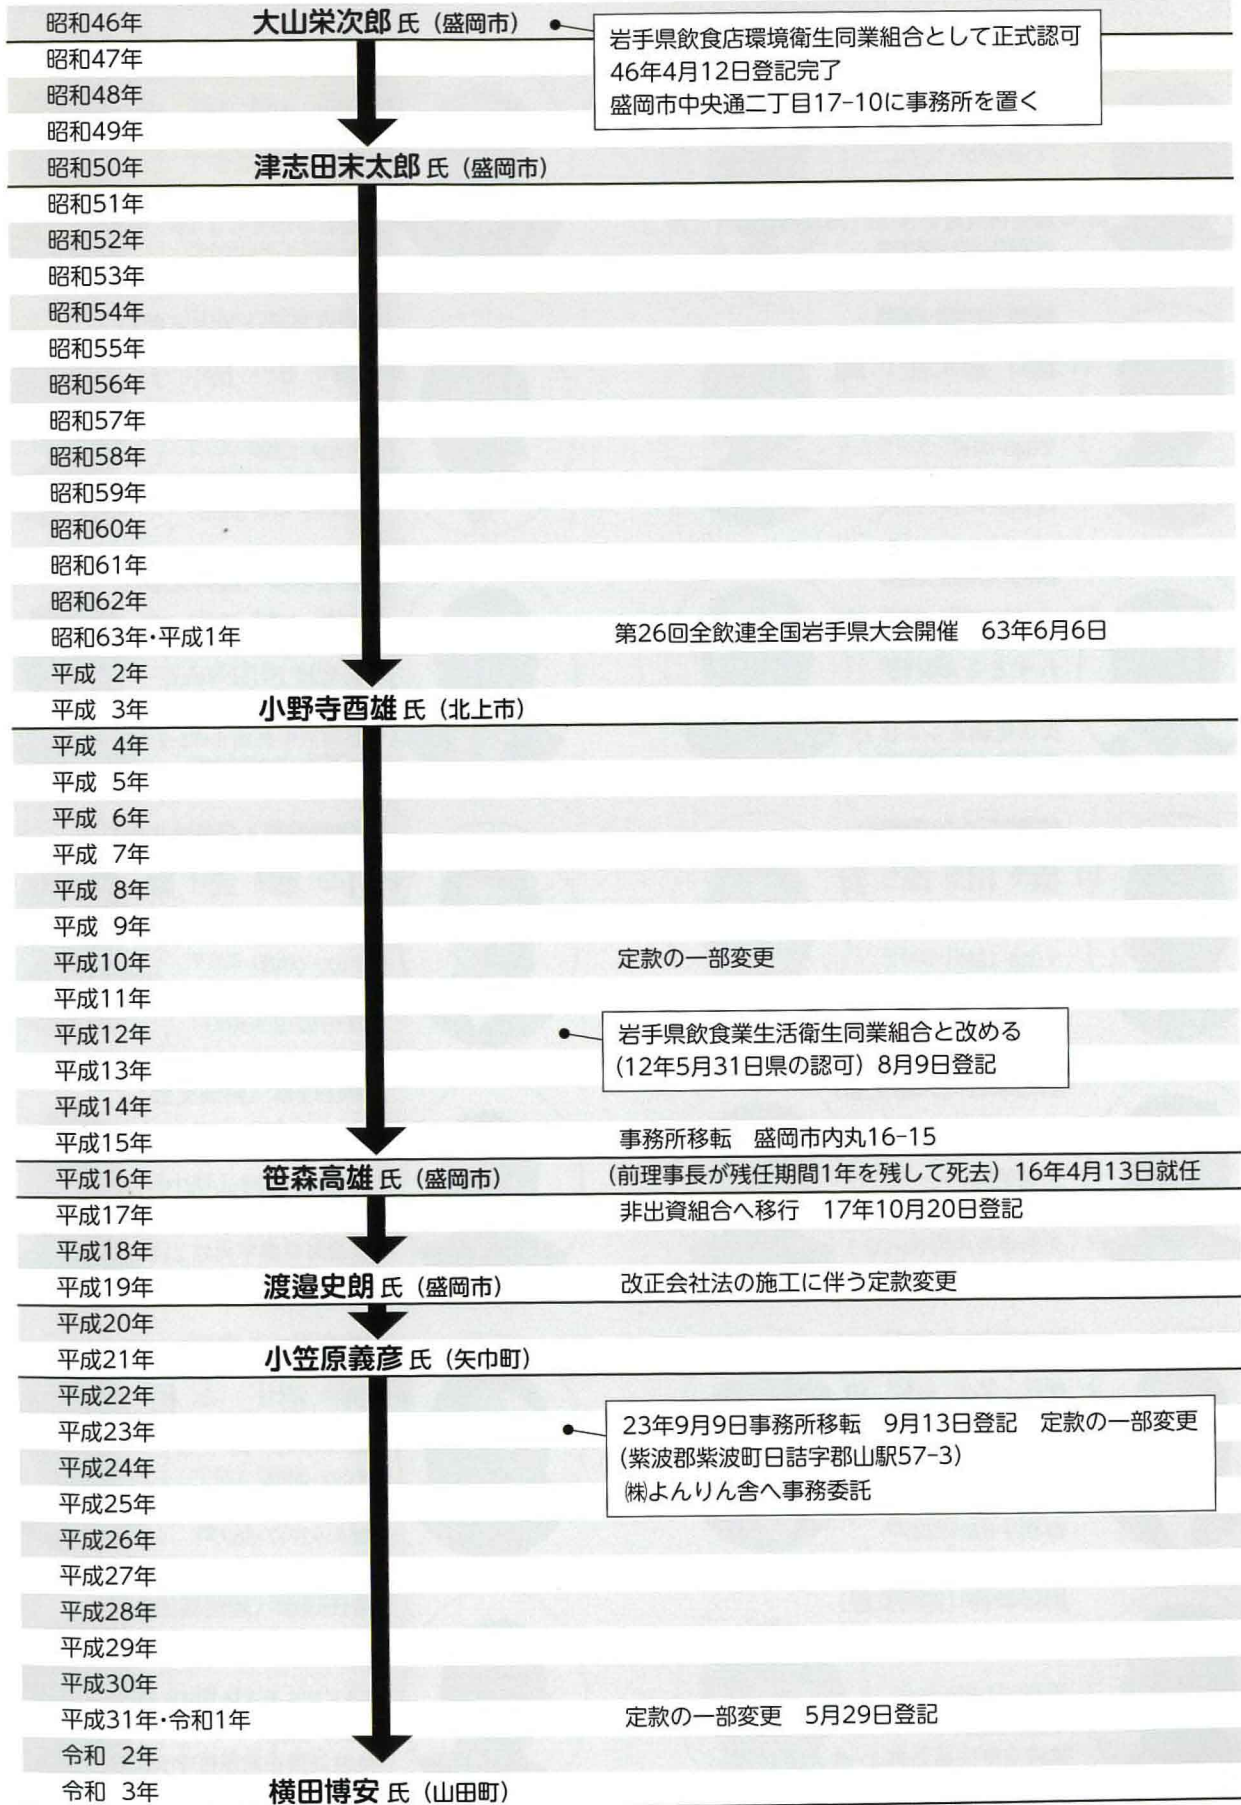 昭和46年 大山栄次郎 氏（盛岡市）
岩手県飲食店環境衛生同業組合として正式認可
46年4月12日登記完了
盛岡市中央通二丁目17-10に事務所を置く
昭和47年
昭和48年
昭和49年
昭和50年 津志田末太郎 氏（盛岡市）
昭和51年
昭和52年
昭和53年
昭和54年
昭和55年
昭和56年
昭和57年
昭和58年
昭和59年
昭和60年
昭和61年
昭和62年
昭和63年・平成1年 第26回全飲連全国岩手県大会開催　63年6月6日
平成 2年
平成 3年 小野寺酉雄 氏（北上市）
平成 4年
平成 5年
平成 6年
平成 7年
平成 8年
平成 9年
平成10年 定款の一部変更
平成11年
平成12年 岩手県飲食業生活衛生同業組合と改める
(12年5月31日県の認可）8月9日登記
平成13年
平成14年
平成15年 事務所移転　盛岡市内丸16-15
平成16年 笹森高雄 氏（盛岡市） (前理事長が残任期間1年を残して死去）16年4月13日就任
平成17年 非出資組合へ移行　17年10月20日登記
平成18年
平成19年 渡邉史朗 氏（盛岡市） 改正会社法の施工に伴う定款変更
平成20年
平成21年 小笠原義彦 氏（矢巾町）
平成22年
平成23年 23年9月9日事務所移転　9月13日登記　定款の一部変更
(紫波郡紫波町日詰字郡山駅57-3)
㈱よんりん舎へ事務委託
平成24年
平成25年
平成26年
平成27年
平成28年
平成29年
平成30年
平成31年・令和1年 定款の一部変更　5月29日登記
令和 2年
令和 3年 横田博安 氏（山田町）